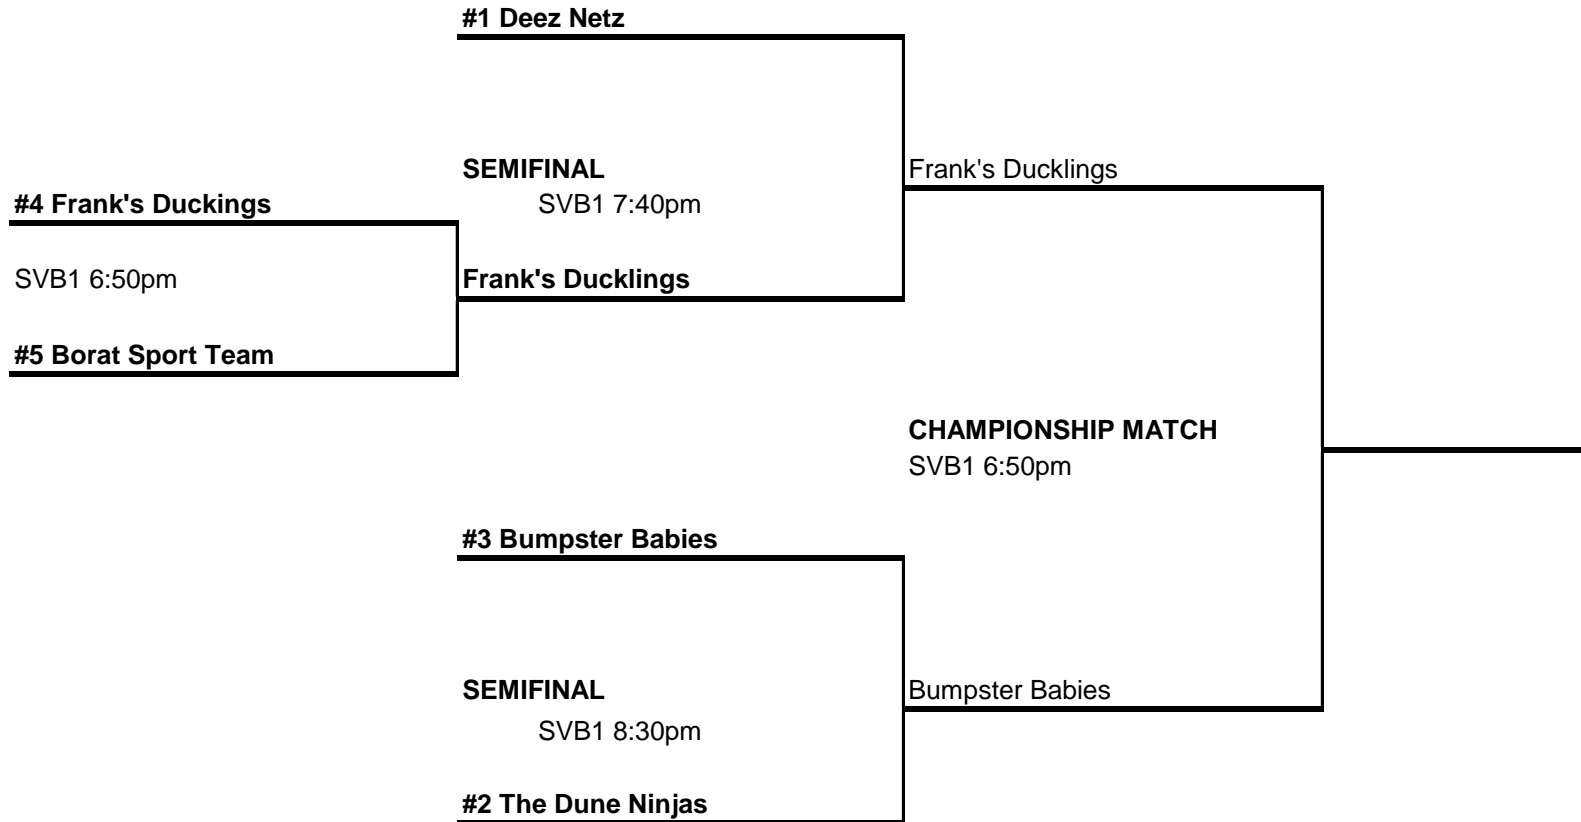 #1 Deez Netz
SEMIFINAL
Frank's Ducklings
#4 Frank's Duckings
SVB1 7:40pm
SVB1 6:50pm
Frank's Ducklings
#5 Borat Sport Team
CHAMPIONSHIP MATCH
SVB1 6:50pm
#3 Bumpster Babies
SEMIFINAL
Bumpster Babies
SVB1 8:30pm
#2 The Dune Ninjas